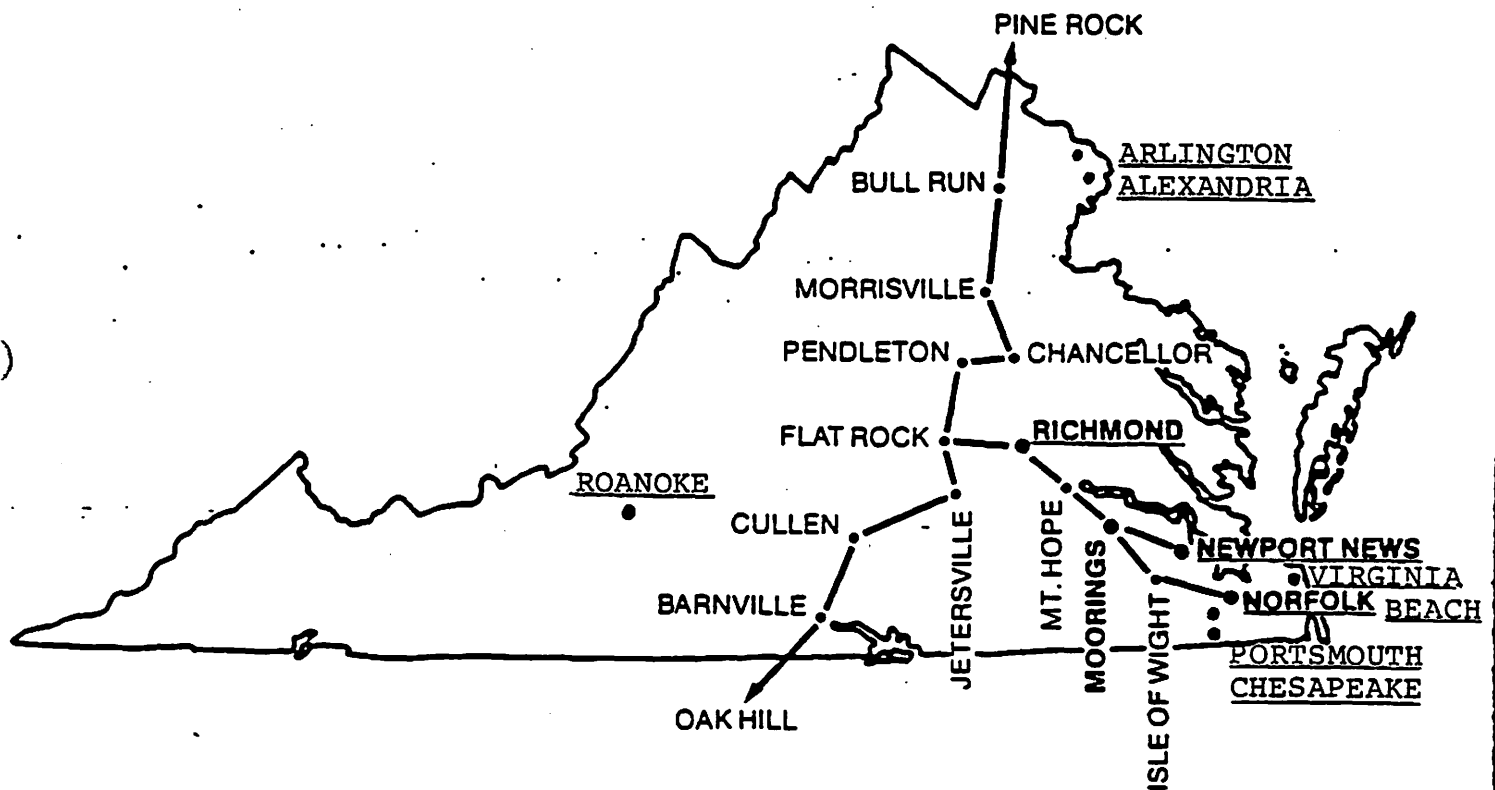 PINE ROCK
ARLINGTON
BULL RUN
ALEXANDRIA
MORRISVILLE
PENDLETON
CHANCELLOR
FLAT ROCK
RICHMOND
ROANOKE
CULLEN
JETERSVILLE
MT. HOPE
MOORINGS
ISLE OF WIGHT
NEWPORT NEWS
VIRGINIA
BEACH
NORFOLK
BARNVILLE
PORTSMOUTH
CHESAPEAKE
OAK HILL
)